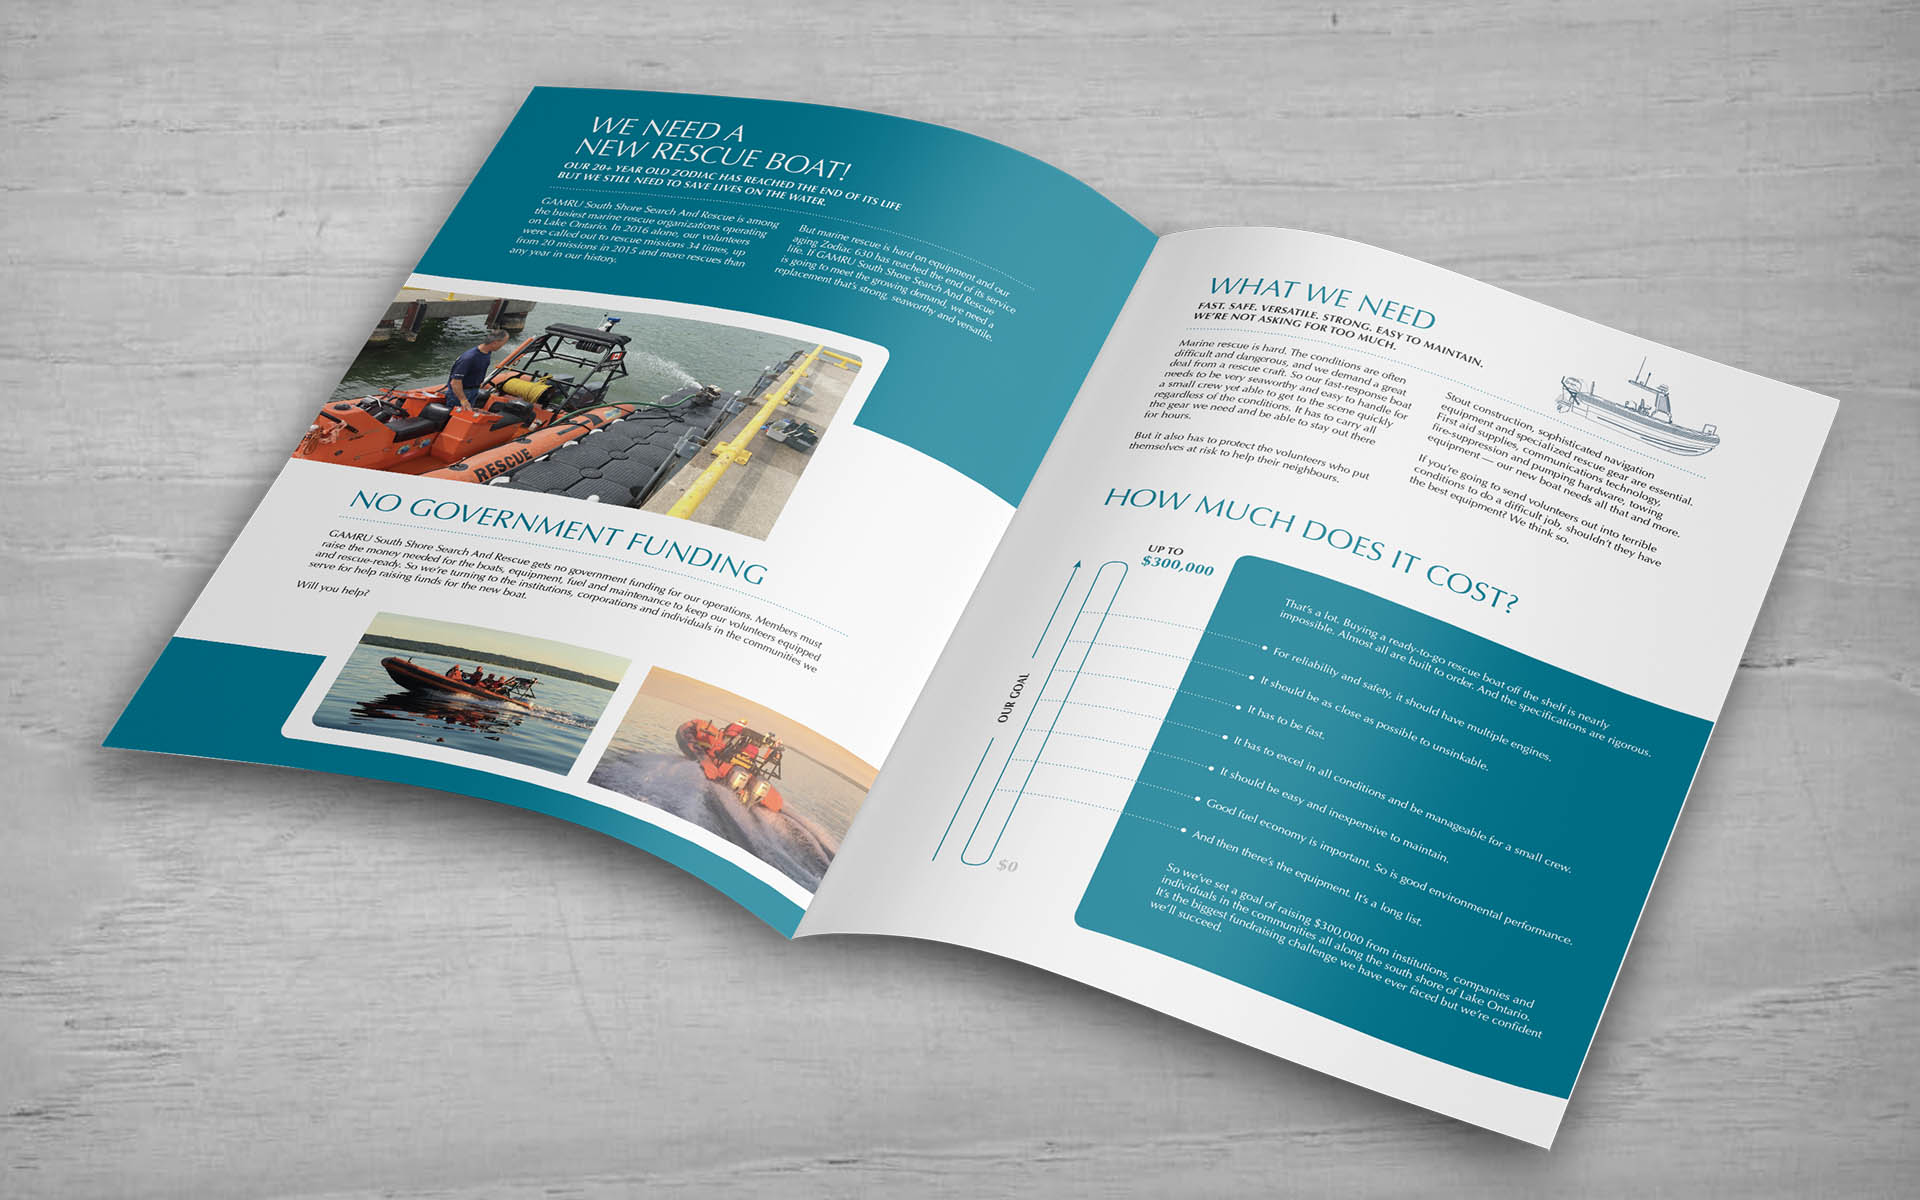 WE NEED A
NEW RESCUE BOAT!
OUR 20+ YEAR OLD ZODIAC HAS REACHED THE END OF ITS LIFE
BUT WE STILL NEED TO SAVE LIVES ON THE WATER.
GAMRU South Shore Search And Rescue is among
the busiest marine rescue organizations operating
on Lake Ontario. In 2016 alone, our volunteers
were called out to rescue missions 34 times, up
from 20 missions in 2015 and more rescues than
any year in our history.
But marine rescue is hard on equipment and our
aging Zodiac 630 has reached the end of its service
life. If GAMRU South Shore Search And Rescue
is going to meet the growing demand, we need a
replacement that's strong, seaworthy and versatile.
RESCUE
NO GOVERNMENT FUNDING
GAMRU South Shore Search And Rescue gets no government funding for our operations. Members must
raise the money needed for the boats, equipment, fuel and maintenance to keep our volunteers equipped
and rescue-ready. So we're turning to the institutions, corporations and individuals in the communities we
serve for help raising funds for the new boat.
Will you help?
WHAT WE NEED
FAST. SAFE. VERSATILE. STRONG. EASY TO MAINTAIN.
WE'RE NOT ASKING FOR TOO MUCH.
Marine rescue is hard. The conditions are often
difficult and dangerous, and we demand a great
deal from a rescue craft. So our fast-response boat
needs to be very seaworthy and easy to handle for
a small crew yet able to get to the scene quickly
regardless of the conditions. It has to carry all
the gear we need and be able to stay out there
for hours.
But it also has to protect the volunteers who put
themselves at risk to help their neighbours.
Stout construction, sophisticated navigation
equipment and specialized rescue gear are essential.
First aid supplies, communications technology,
fire-suppression and pumping hardware, towing
equipment — our new boat needs all that and more.
If you're going to send volunteers out into terrible
conditions to do a difficult job, shouldn't they have
the best equipment? We think so.
HOW MUCH DOES IT COST?
UP TO
$300,000
OUR GOAL
$0
That's a lot. Buying a ready-to-go rescue boat off the shelf is nearly
impossible. Almost all are built to order. And the specifications are rigorous.
• For reliability and safety, it should have multiple engines.
• It should be as close as possible to unsinkable.
• It has to be fast.
• It has to excel in all conditions and be manageable for a small crew.
• It should be easy and inexpensive to maintain.
• Good fuel economy is important. So is good environmental performance.
• And then there's the equipment. It's a long list.
So we've set a goal of raising $300,000 from institutions, companies and
individuals in the communities all along the south shore of Lake Ontario.
It's the biggest fundraising challenge we have ever faced but we're confident
we'll succeed.